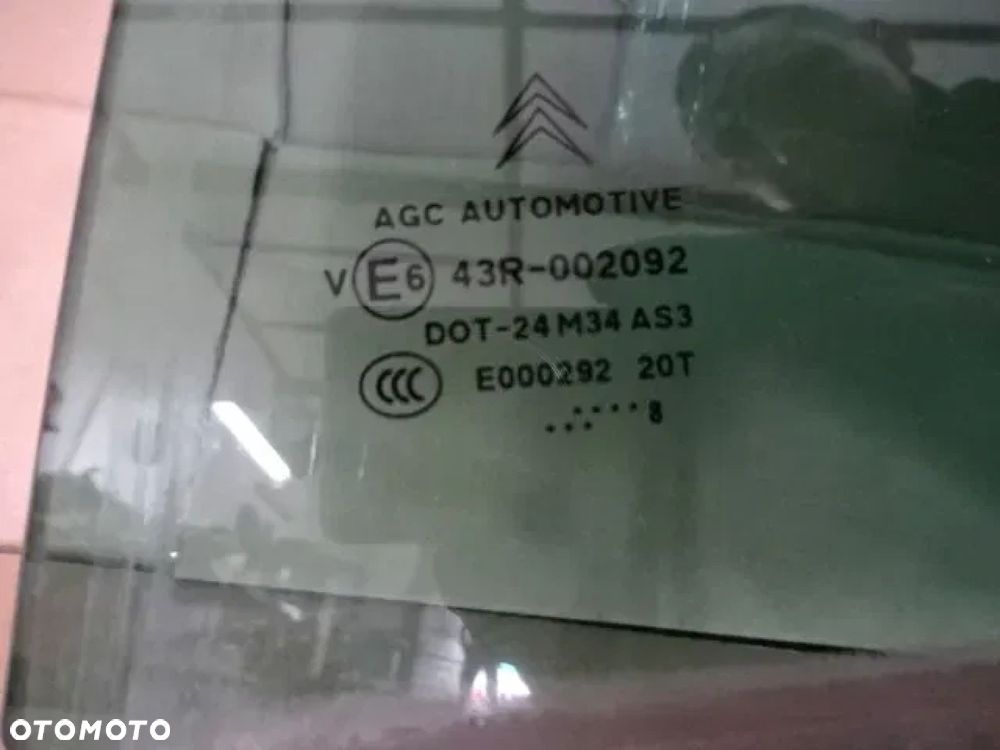 AGC AUTOMOTIVE
V E6 43R-002092
DOT-24 M34 AS3
CCC E000292 20T
.......8
OTOMOTO